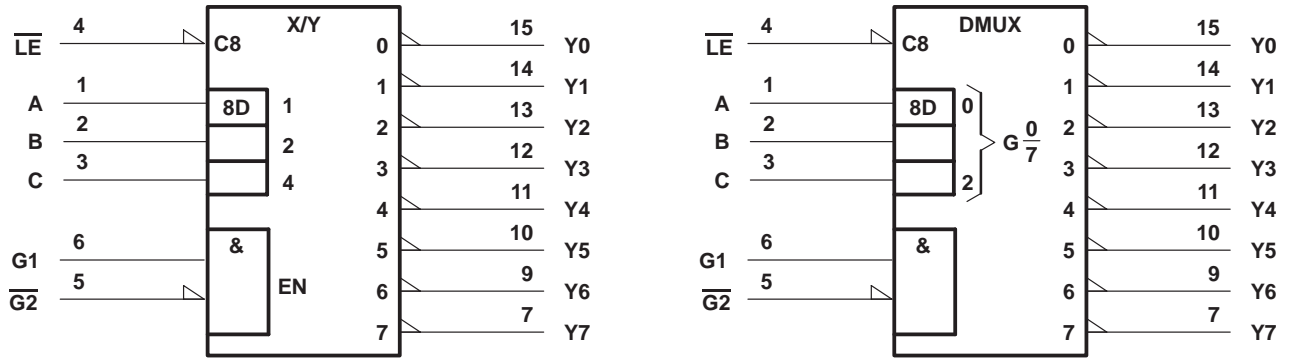 X/Y
LE 4 C8 0 15 Y0
1 14 Y1
A 1 8D 1
2 13 Y2
B 2 2
3 12 Y3
C 3 4
4 11 Y4
G1 6 & 5 10 Y5
G2 5 EN 6 9 Y6
7 7 Y7
DMUX
LE 4 C8 0 15 Y0
1 14 Y1
A 1 8D 0
2 13 Y2
B 2 G 0/7
3 12 Y3
C 3 2
4 11 Y4
G1 6 & 5 10 Y5
G2 5 6 9 Y6
7 7 Y7